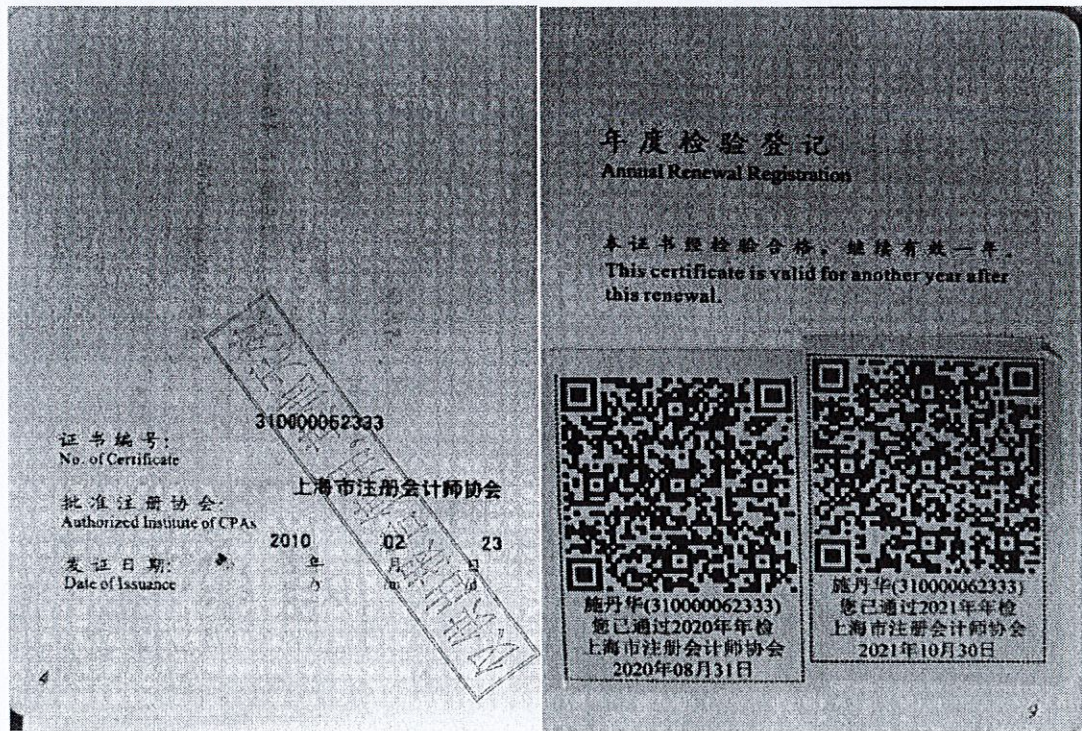 310000062333
证书编号:
No. of Certificate
上海市注册会计师协会
批准注册协会:
Authorized Institute of CPAs
2010 02 23
发证日期: 年 月 日
Date of Issuance /y /m /d
4
年度检验登记
Annual Renewal Registration
本证书经检验合格，继续有效一年。
This certificate is valid for another year after
this renewal.
施丹华(310000062333)
您已通过2020年年检
上海市注册会计师协会
2020年08月31日
施丹华(310000062333)
您已通过2021年年检
上海市注册会计师协会
2021年10月30日
9